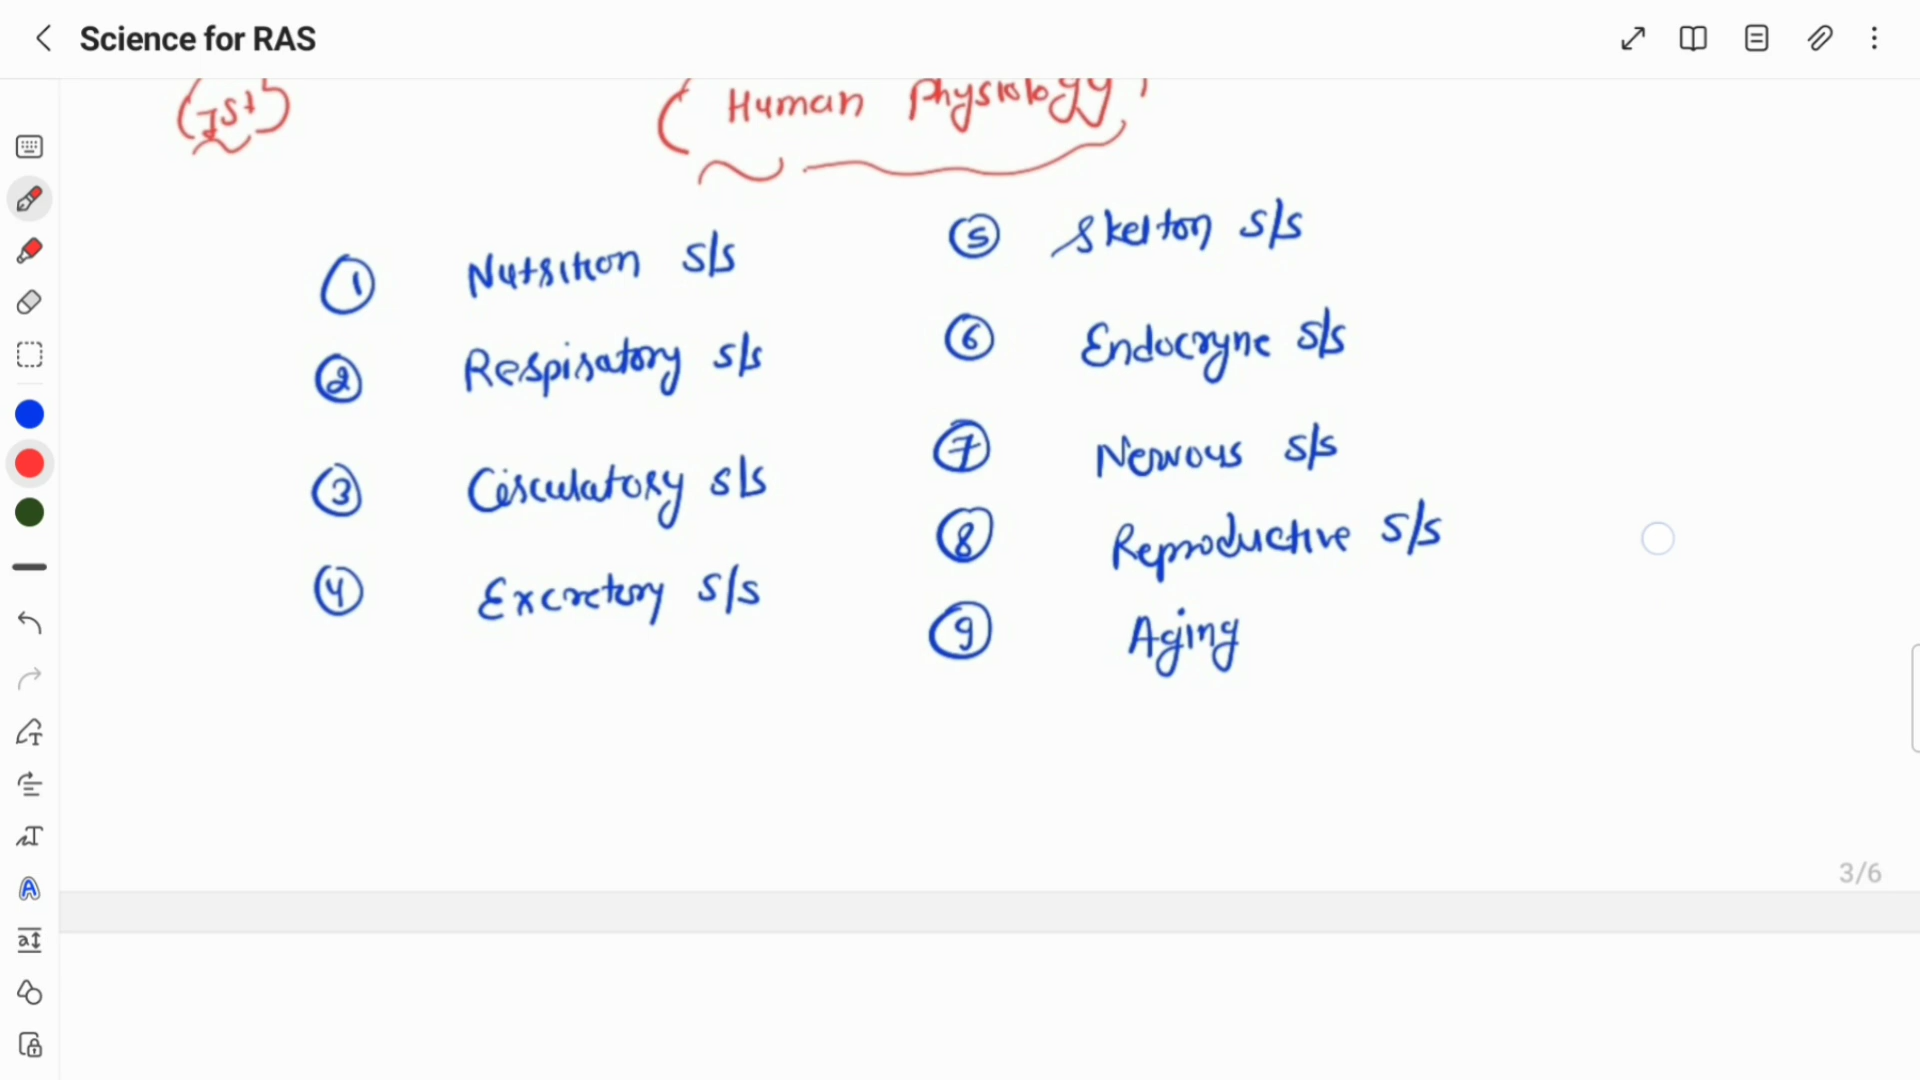 Science for RAS
(Ist)
(Human Physiology)
① Nutrition s/s
② Respiratory s/s
③ Circulatory s/s
④ Excretory s/s
⑤ Skelton s/s
⑥ Endocryne s/s
⑦ Nervous s/s
⑧ Reproductive s/s
⑨ Aging
3/6